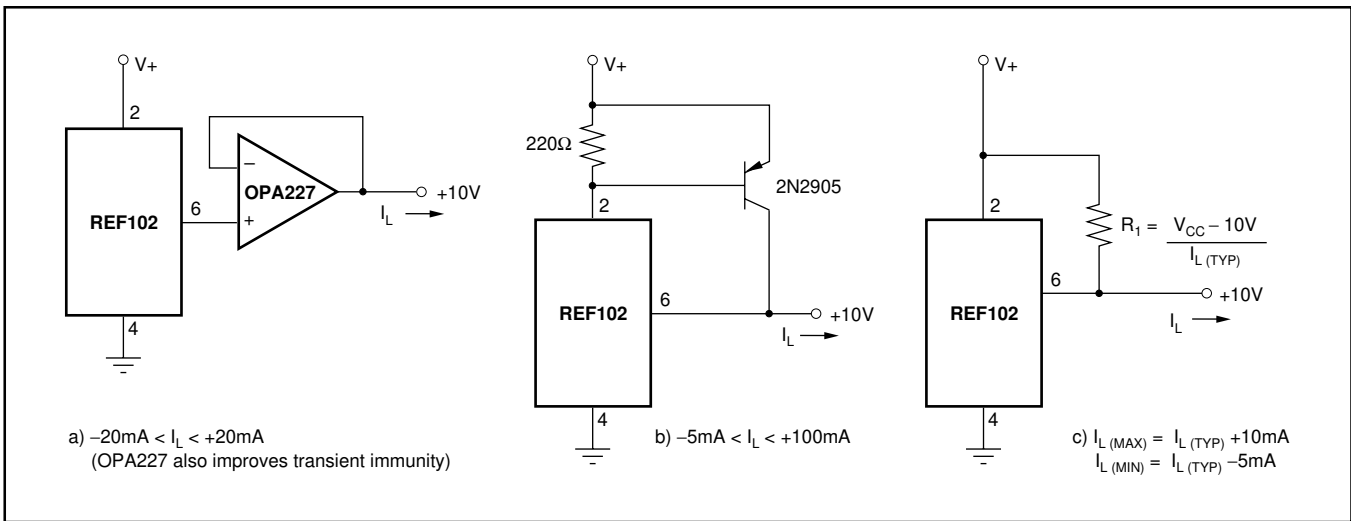 V+
2
REF102
6
4
−
+
OPA227
+10V
I_L
a) −20mA < I_L < +20mA
(OPA227 also improves transient immunity)
V+
220Ω
2N2905
2
REF102
6
4
+10V
I_L
b) −5mA < I_L < +100mA
V+
2
REF102
6
4
R_1 = V_CC − 10V
I_L (TYP)
+10V
I_L
c) I_L (MAX) = I_L (TYP) +10mA
I_L (MIN) = I_L (TYP) −5mA